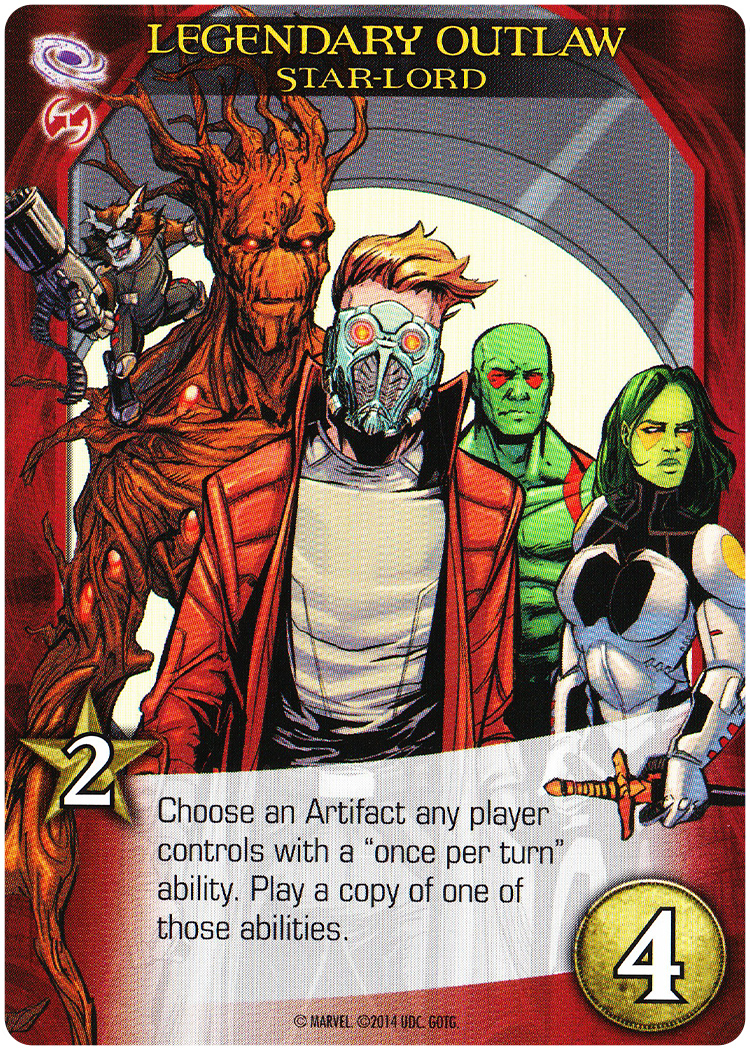 LEGENDARY OUTLAW
STAR-LORD
2
Choose an Artifact any player
controls with a “once per turn”
ability. Play a copy of one of
those abilities.
4
© MARVEL. ©2014 UDC. GOTG